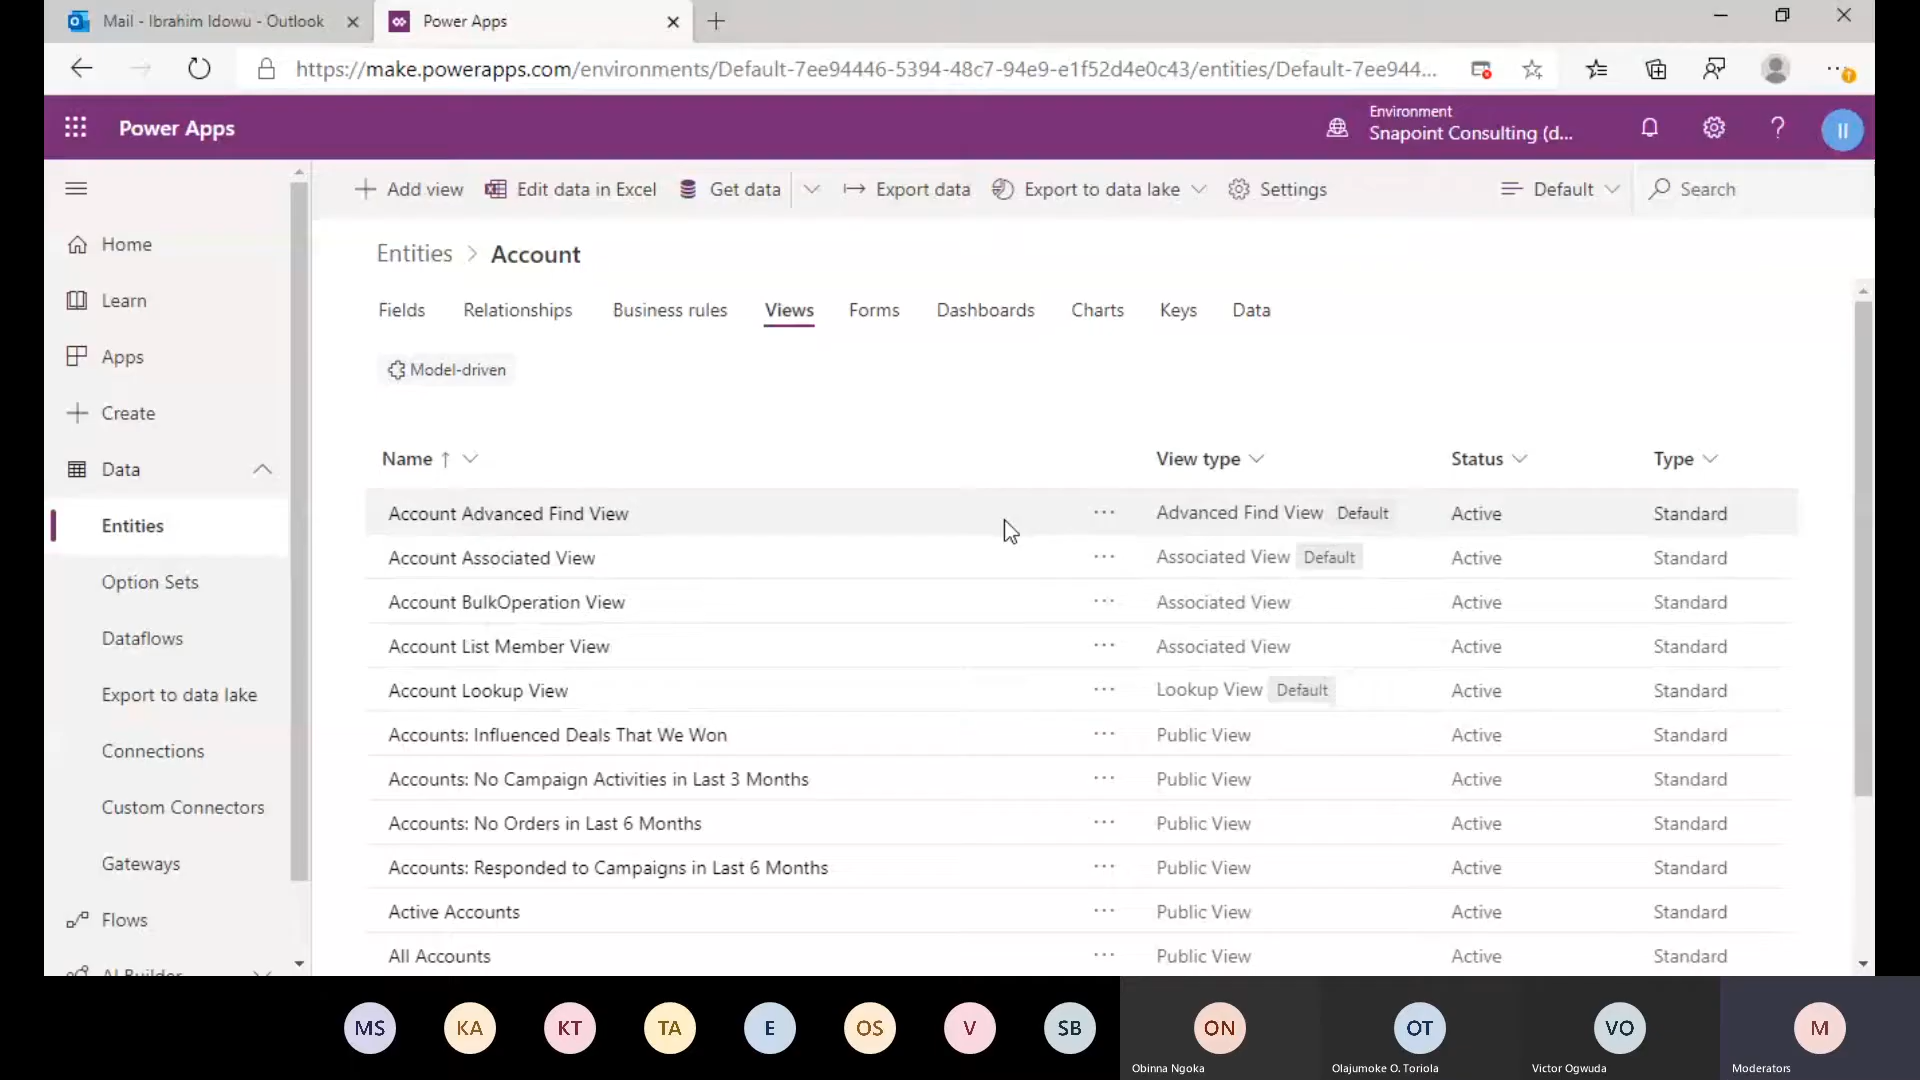 Mail - Ibrahim Idowu - Outlook
Power Apps
https://make.powerapps.com/environments/Default-7ee94446-5394-48c7-94e9-e1f52d4e0c43/entities/Default-7ee944...
Power Apps
Environment
Snapoint Consulting (d...
II
Add view
Edit data in Excel
Get data
Export data
Export to data lake
Settings
Default
Search
Home
Learn
Apps
Create
Data
Entities
Option Sets
Dataflows
Export to data lake
Connections
Custom Connectors
Gateways
Flows
AI Builder
Entities > Account
Fields Relationships Business rules Views Forms Dashboards Charts Keys Data
Model-driven
Name View type Status Type
Account Advanced Find View ... Advanced Find View Default Active Standard
Account Associated View ... Associated View Default Active Standard
Account BulkOperation View ... Associated View Active Standard
Account List Member View ... Associated View Active Standard
Account Lookup View ... Lookup View Default Active Standard
Accounts: Influenced Deals That We Won ... Public View Active Standard
Accounts: No Campaign Activities in Last 3 Months ... Public View Active Standard
Accounts: No Orders in Last 6 Months ... Public View Active Standard
Accounts: Responded to Campaigns in Last 6 Months ... Public View Active Standard
Active Accounts ... Public View Active Standard
All Accounts ... Public View Active Standard
MS KA KT TA E OS V SB ON OT VO M
Obinna Ngoka Olajumoke O. Toriola Victor Ogwuda Moderators